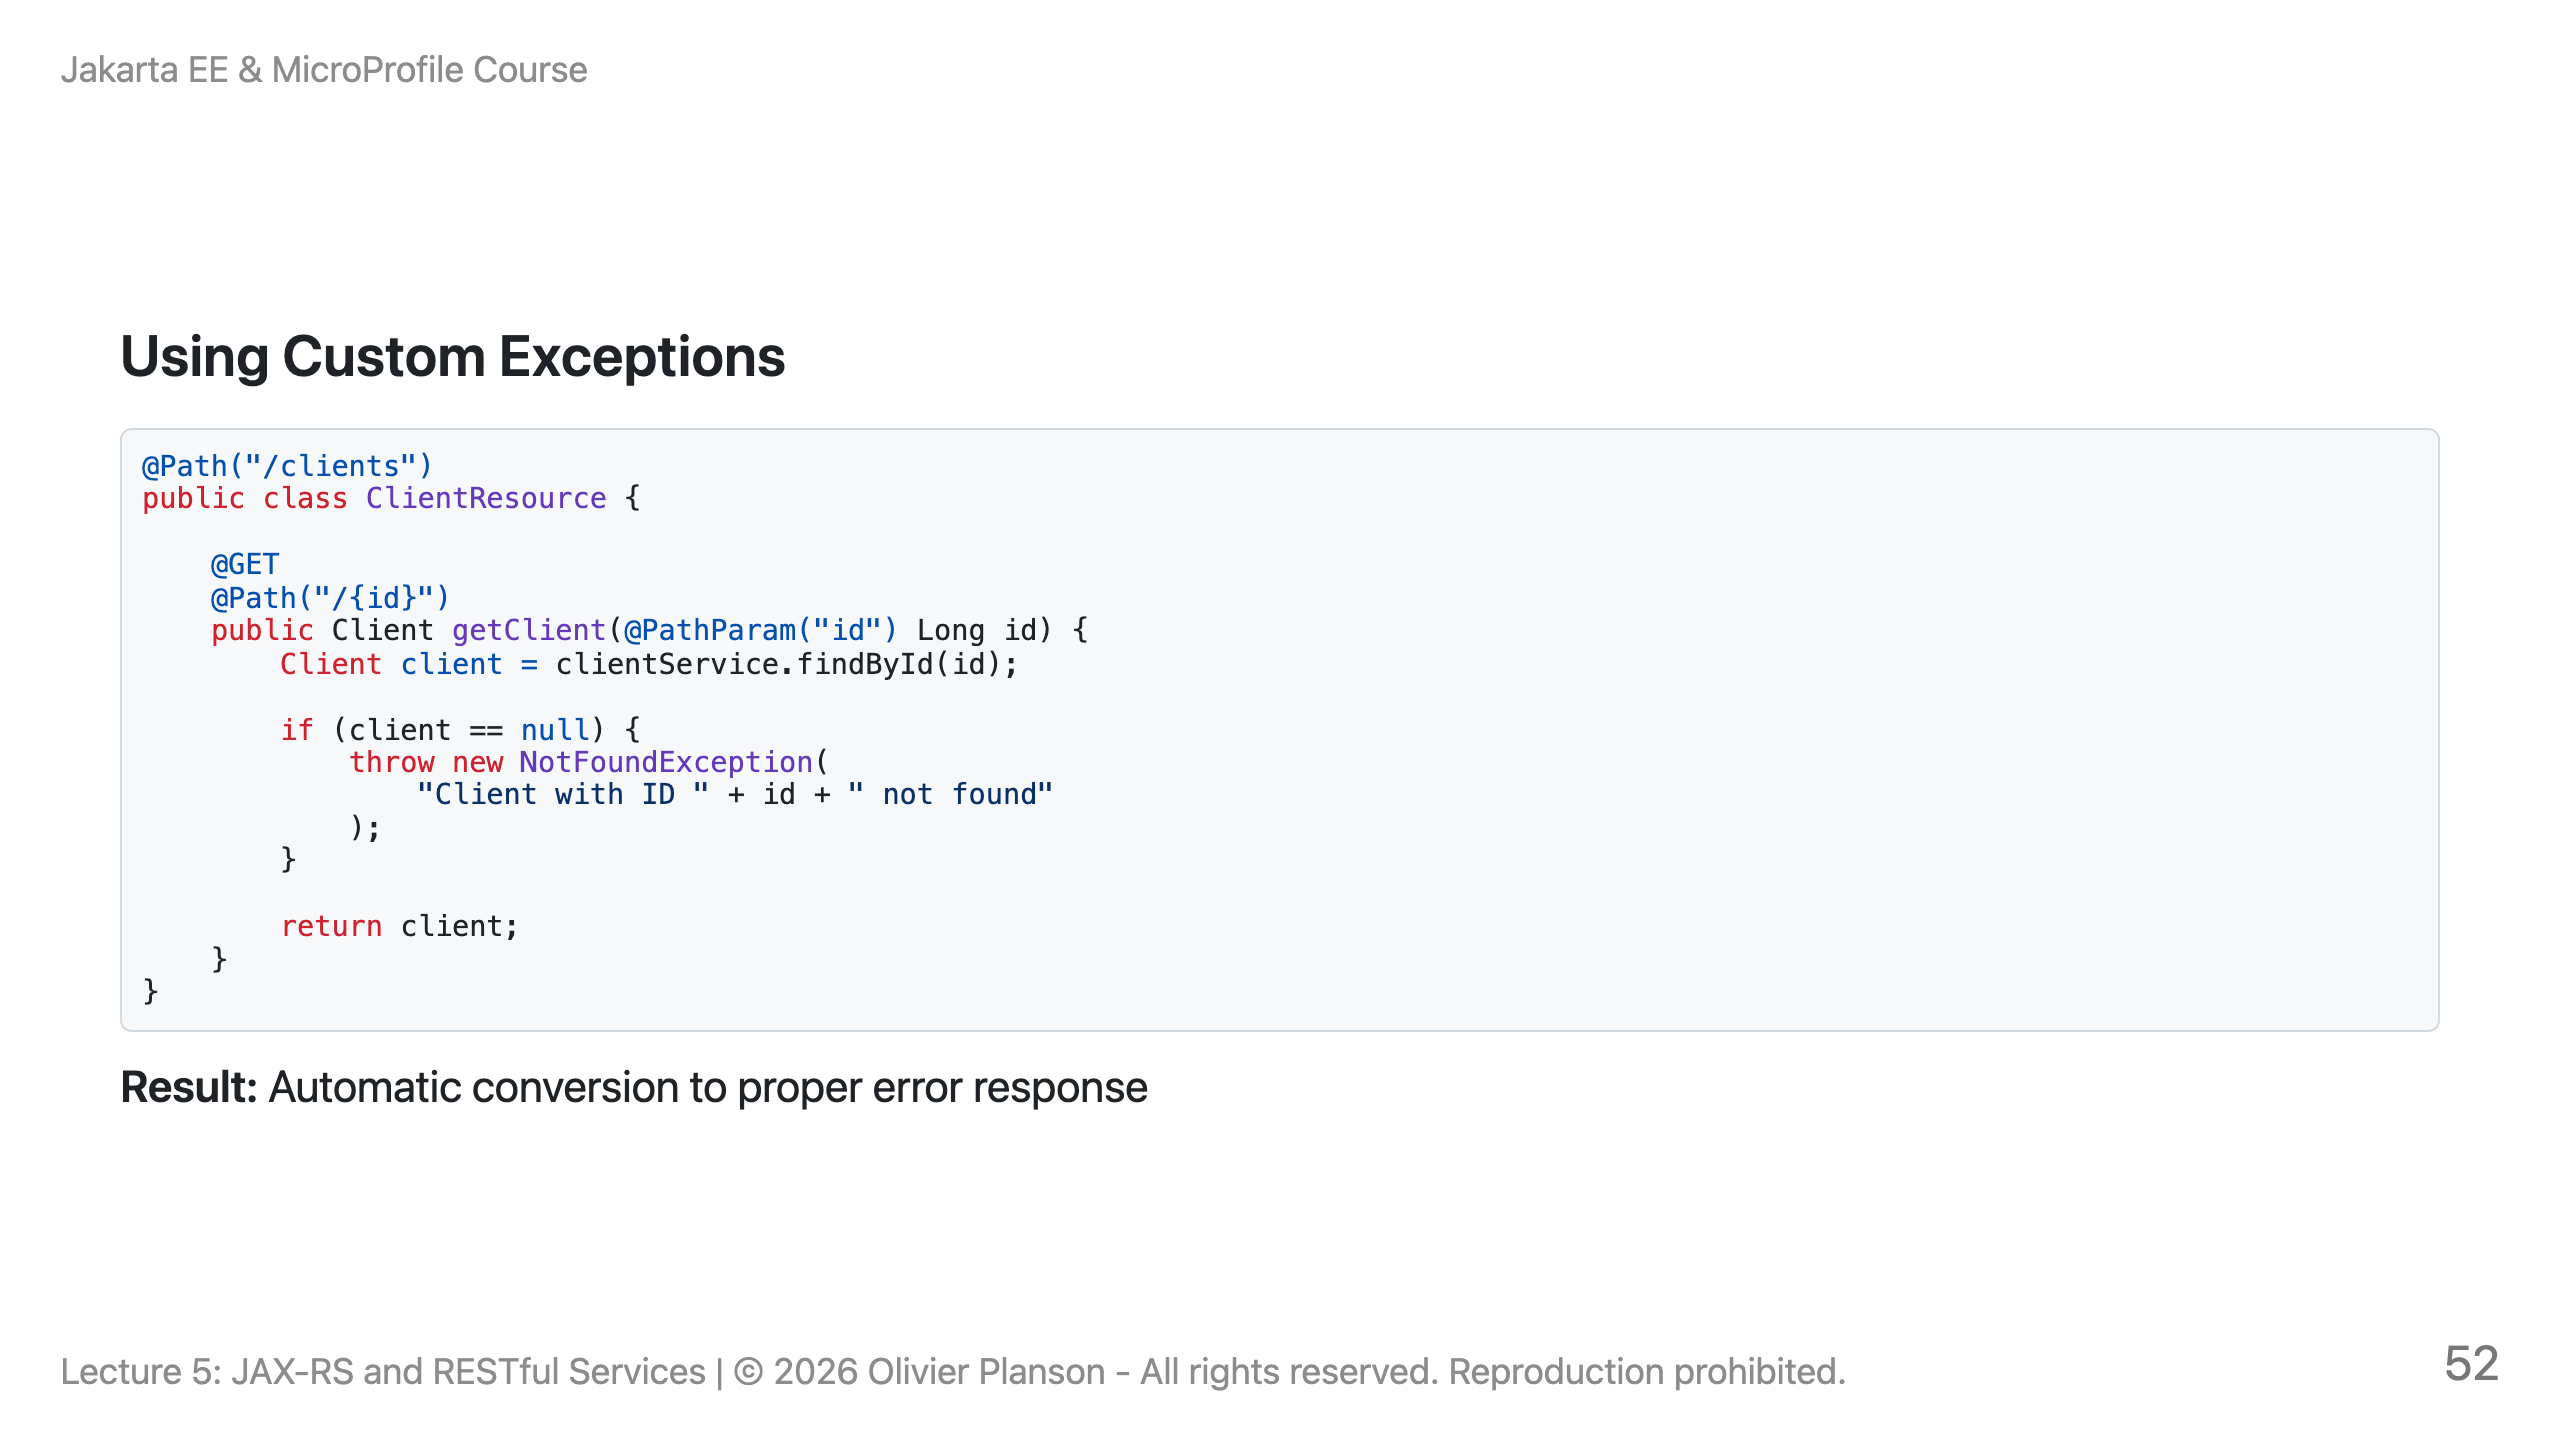 Jakarta EE & MicroProfile Course
Using Custom Exceptions
@Path("/clients")
public class ClientResource {
    @GET
    @Path("/{id}")
    public Client getClient(@PathParam("id") Long id) {
        Client client = clientService.findById(id);
        if (client == null) {
            throw new NotFoundException(
                "Client with ID " + id + " not found"
            );
        }
        return client;
    }
}
Result: Automatic conversion to proper error response
Lecture 5: JAX-RS and RESTful Services | © 2026 Olivier Planson - All rights reserved. Reproduction prohibited.
52